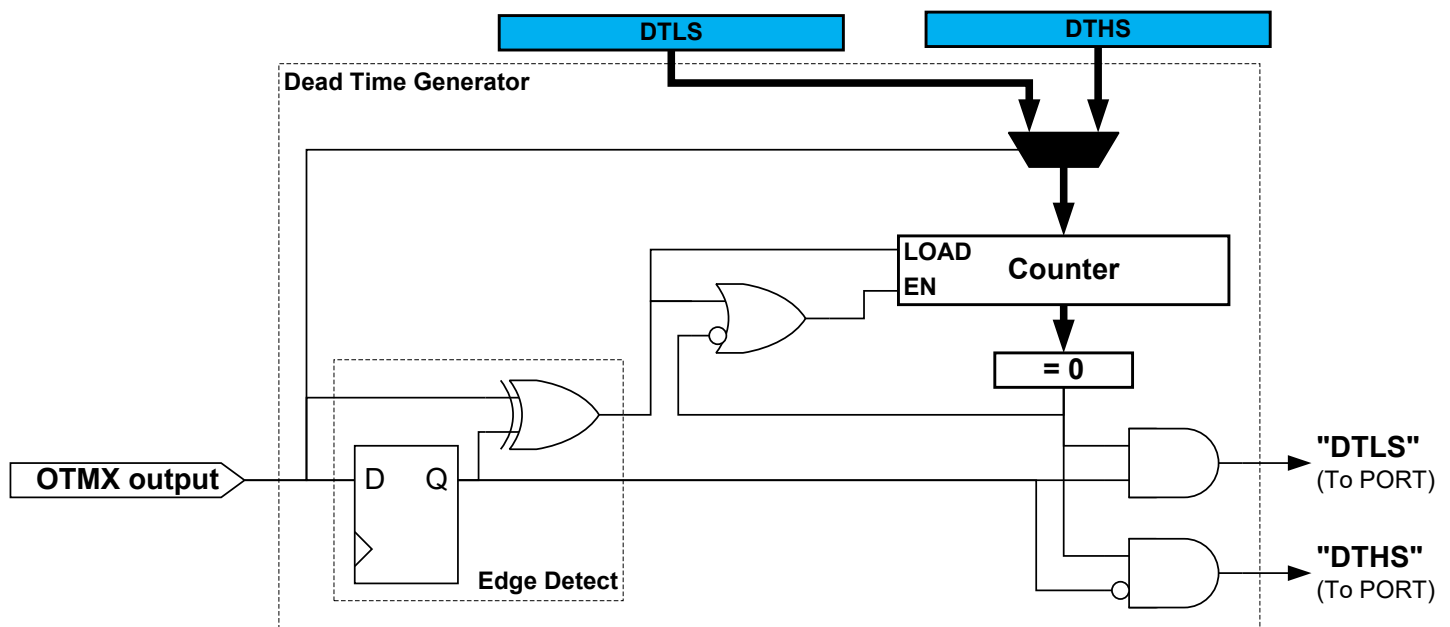 DTLS
DTHS
Dead Time Generator
LOAD
Counter
EN
= 0
OTMX output
D Q
Edge Detect
"DTLS"
(To PORT)
"DTHS"
(To PORT)